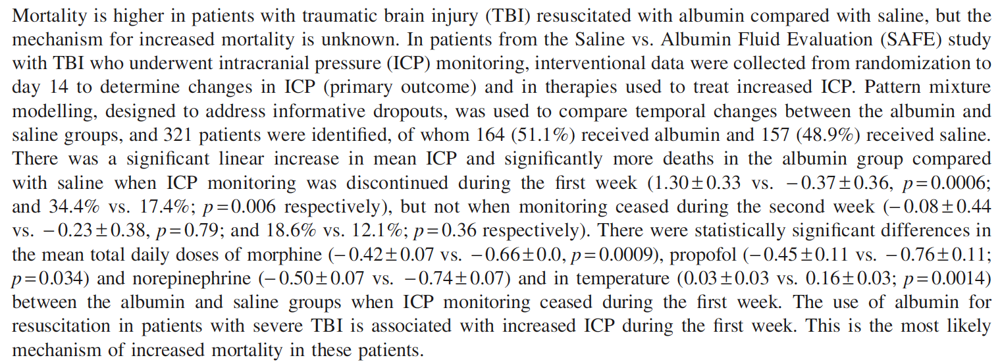 Mortality is higher in patients with traumatic brain injury (TBI) resuscitated with albumin compared with saline, but the
mechanism for increased mortality is unknown. In patients from the Saline vs. Albumin Fluid Evaluation (SAFE) study
with TBI who underwent intracranial pressure (ICP) monitoring, interventional data were collected from randomization to
day 14 to determine changes in ICP (primary outcome) and in therapies used to treat increased ICP. Pattern mixture
modelling, designed to address informative dropouts, was used to compare temporal changes between the albumin and
saline groups, and 321 patients were identified, of whom 164 (51.1%) received albumin and 157 (48.9%) received saline.
There was a significant linear increase in mean ICP and significantly more deaths in the albumin group compared
with saline when ICP monitoring was discontinued during the first week (1.30±0.33 vs. −0.37±0.36, p=0.0006;
and 34.4% vs. 17.4%; p=0.006 respectively), but not when monitoring ceased during the second week (−0.08±0.44
vs. −0.23±0.38, p=0.79; and 18.6% vs. 12.1%; p=0.36 respectively). There were statistically significant differences in
the mean total daily doses of morphine (−0.42±0.07 vs. −0.66±0.0, p=0.0009), propofol (−0.45±0.11 vs. −0.76±0.11;
p=0.034) and norepinephrine (−0.50±0.07 vs. −0.74±0.07) and in temperature (0.03±0.03 vs. 0.16±0.03; p=0.0014)
between the albumin and saline groups when ICP monitoring ceased during the first week. The use of albumin for
resuscitation in patients with severe TBI is associated with increased ICP during the first week. This is the most likely
mechanism of increased mortality in these patients.